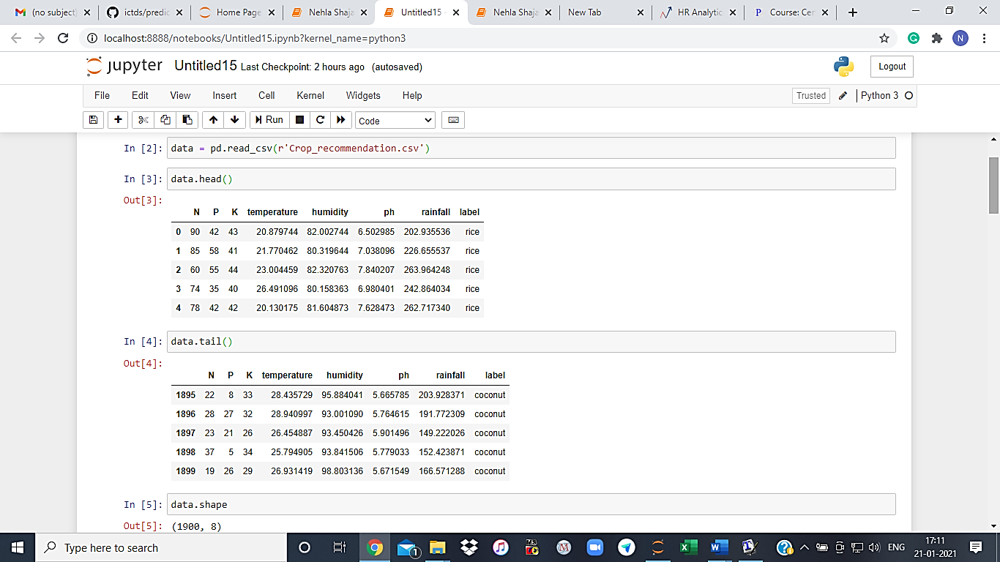 (no subject)
ictds/predic
Home Page
Nehla Shaja
Untitled15 -
Nehla Shaja
New Tab
HR Analytic
Course: Cer
localhost:8888/notebooks/Untitled15.ipynb?kernel_name=python3
N
jupyter Untitled15 Last Checkpoint: 2 hours ago (autosaved)
Logout
File Edit View Insert Cell Kernel Widgets Help
Trusted
Python 3
Run
Code
In [2]: data = pd.read_csv(r'Crop_recommendation.csv')
In [3]: data.head()
Out[3]:
N P K temperature humidity ph rainfall label
0 90 42 43 20.879744 82.002744 6.502985 202.935536 rice
1 85 58 41 21.770462 80.319644 7.038096 226.655537 rice
2 60 55 44 23.004459 82.320763 7.840207 263.964248 rice
3 74 35 40 26.491096 80.158363 6.980401 242.864034 rice
4 78 42 42 20.130175 81.604873 7.628473 262.717340 rice
In [4]: data.tail()
Out[4]:
N P K temperature humidity ph rainfall label
1895 22 8 33 28.435729 95.884041 5.665785 203.928371 coconut
1896 28 27 32 28.940997 93.001090 5.764615 191.772309 coconut
1897 23 21 26 26.454887 93.450426 5.901496 149.222026 coconut
1898 37 5 34 25.794905 93.841506 5.779033 152.423871 coconut
1899 19 26 29 26.931419 98.803136 5.671549 166.571288 coconut
In [5]: data.shape
Out[5]: (1900, 8)
Type here to search
1
ENG
17:11
21-01-2021